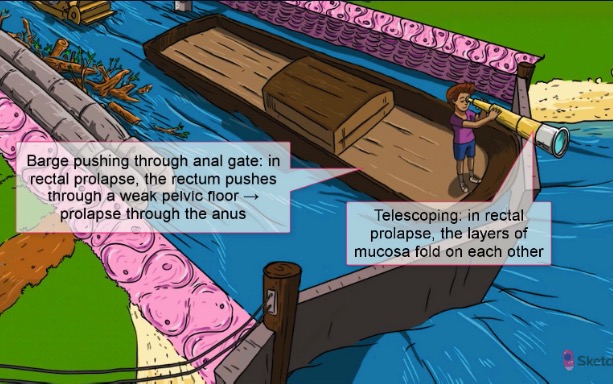 Barge pushing through anal gate: in
rectal prolapse, the rectum pushes
through a weak pelvic floor →
prolapse through the anus
Telescoping: in rectal
prolapse, the layers of
mucosa fold on each other
Sketch